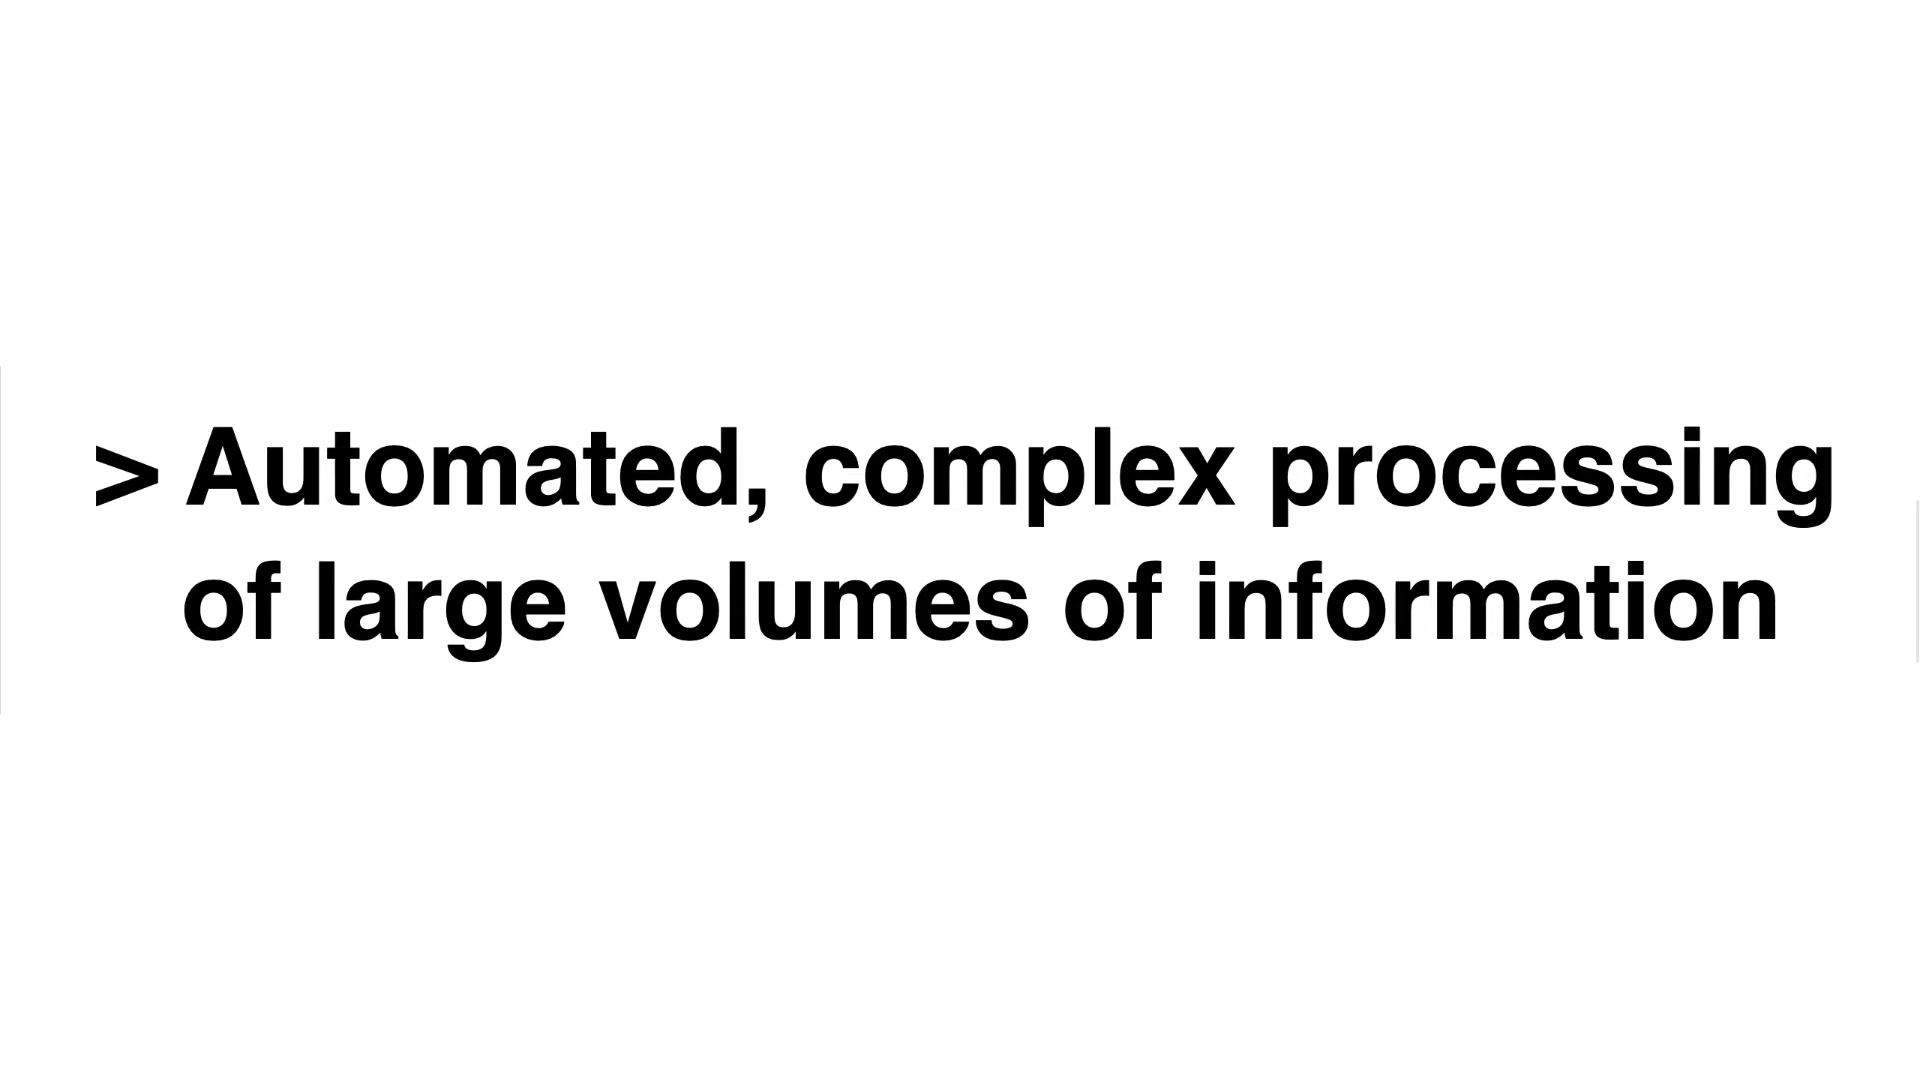 > Automated, complex processing
of large volumes of information